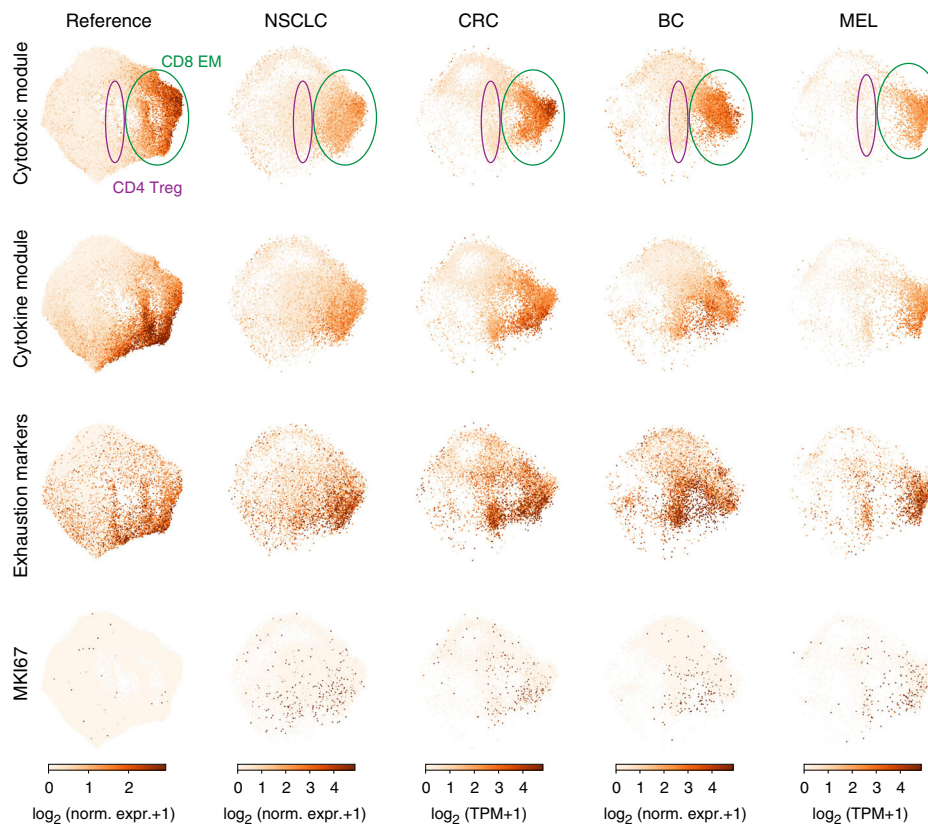 Reference NSCLC CRC BC MEL
Cytotoxic module
CD8 EM
CD4 Treg
Cytokine module
Exhaustion markers
MKI67
0 1 2 0 1 2 3 4 0 1 2 3 4 0 1 2 3 4 0 1 2 3 4
log₂ (norm. expr.+1) log₂ (norm. expr.+1) log₂ (TPM+1) log₂ (norm. expr.+1) log₂ (TPM+1)